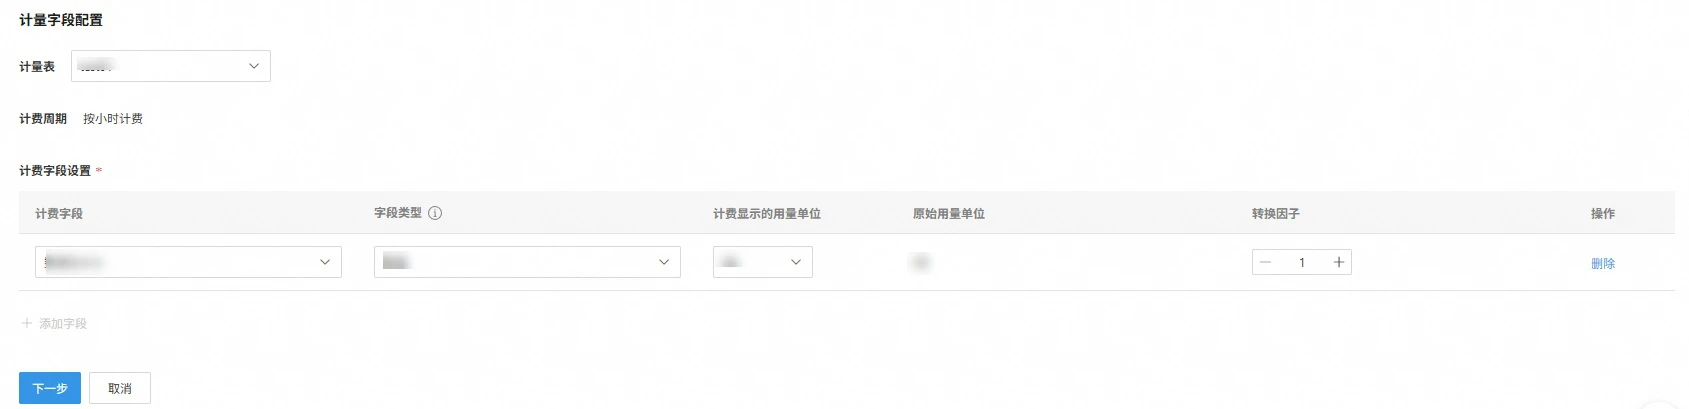 计量字段配置
计量表
计费周期 按小时计费
计费字段设置 *
计费字段 字段类型 计费显示的用量单位 原始用量单位 转换因子 操作
1 删除
添加字段
下一步 取消